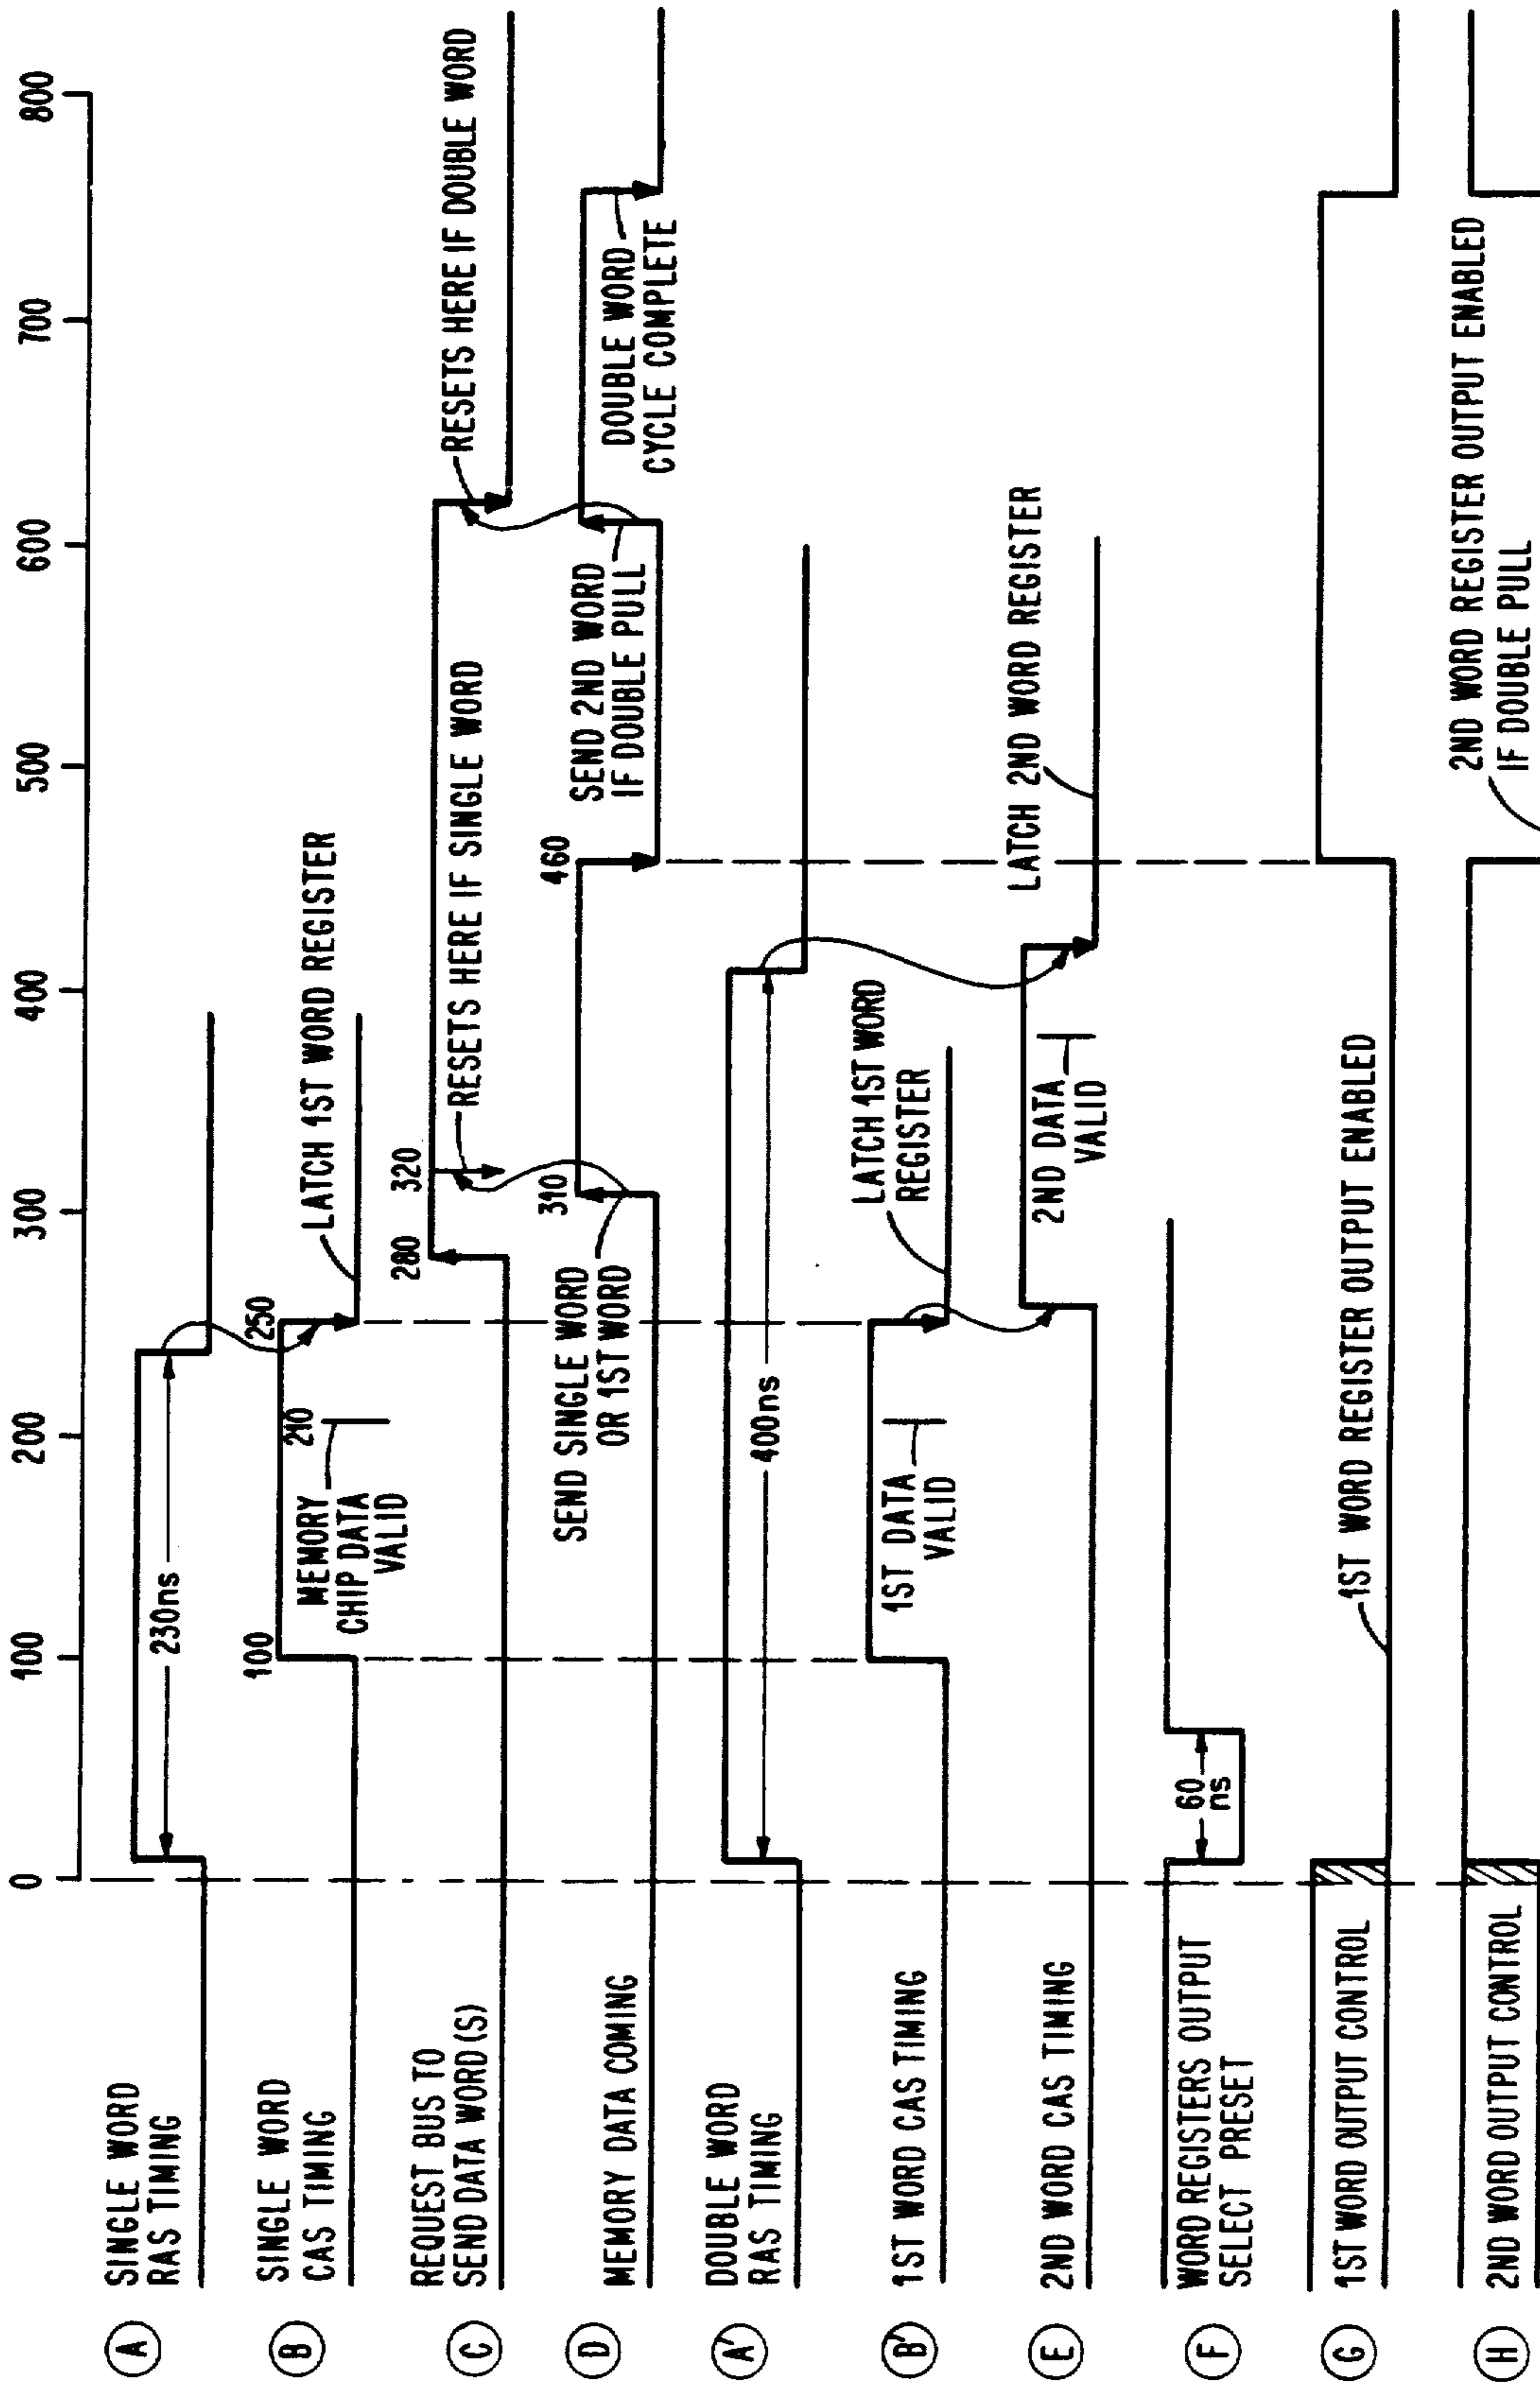 0 100 200 300 400 500 600 700 800
A
SINGLE WORD
RAS TIMING
230ns
B
SINGLE WORD
CAS TIMING
100
MEMORY
CHIP DATA
VALID
210
250
LATCH 1ST WORD REGISTER
C
REQUEST BUS TO
SEND DATA WORD(S)
280
320
RESETS HERE IF SINGLE WORD
RESETS HERE IF DOUBLE WORD
D
MEMORY DATA COMING
SEND SINGLE WORD
OR 1ST WORD
310
460
SEND 2ND WORD
IF DOUBLE PULL
DOUBLE WORD
CYCLE COMPLETE
A'
DOUBLE WORD
RAS TIMING
400ns
B'
1ST WORD CAS TIMING
1ST DATA
VALID
LATCH 1ST WORD
REGISTER
E
2ND WORD CAS TIMING
2ND DATA
VALID
LATCH 2ND WORD REGISTER
F
WORD REGISTERS OUTPUT
SELECT PRESET
60
ns
G
1ST WORD OUTPUT CONTROL
1ST WORD REGISTER OUTPUT ENABLED
H
2ND WORD OUTPUT CONTROL
2ND WORD REGISTER OUTPUT ENABLED
IF DOUBLE PULL